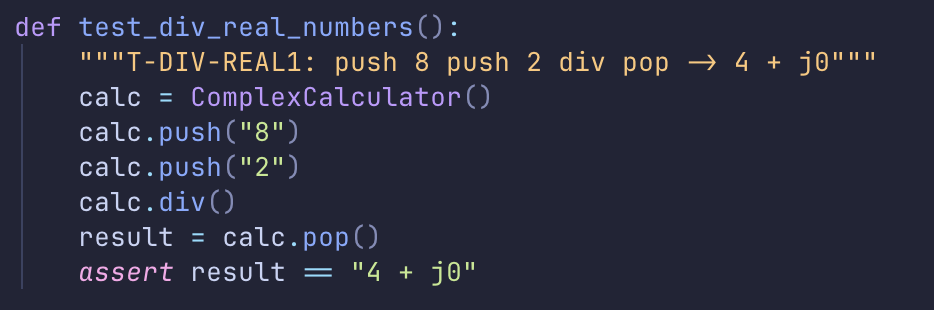 def test_div_real_numbers():
    """T-DIV-REAL1: push 8 push 2 div pop -> 4 + j0"""
    calc = ComplexCalculator()
    calc.push("8")
    calc.push("2")
    calc.div()
    result = calc.pop()
    assert result == "4 + j0"